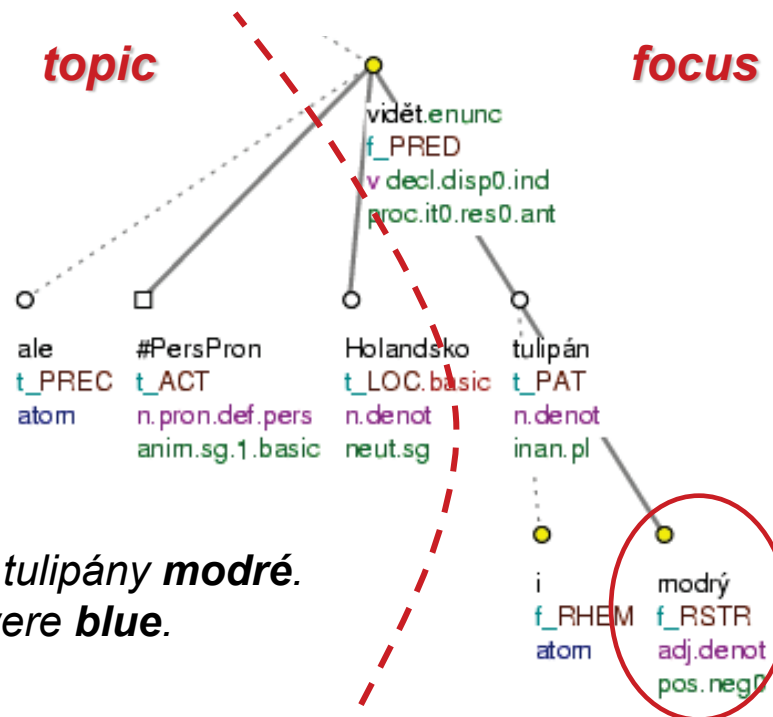 topic
focus
vidět.enunc
f_PRED
v decl.disp0.ind
proc.it0.res0.ant
ale #PersPron Holandsko tulipán
t_PREC t_ACT t_LOC.basic t_PAT
atom n.pron.def.pers n.denot n.denot
anim.sg.1.basic neut.sg inan.pl
i modrý
f_RHEM f_RSTR
atom adj.denot
pos.neg0
tulipány modré.
ere blue.